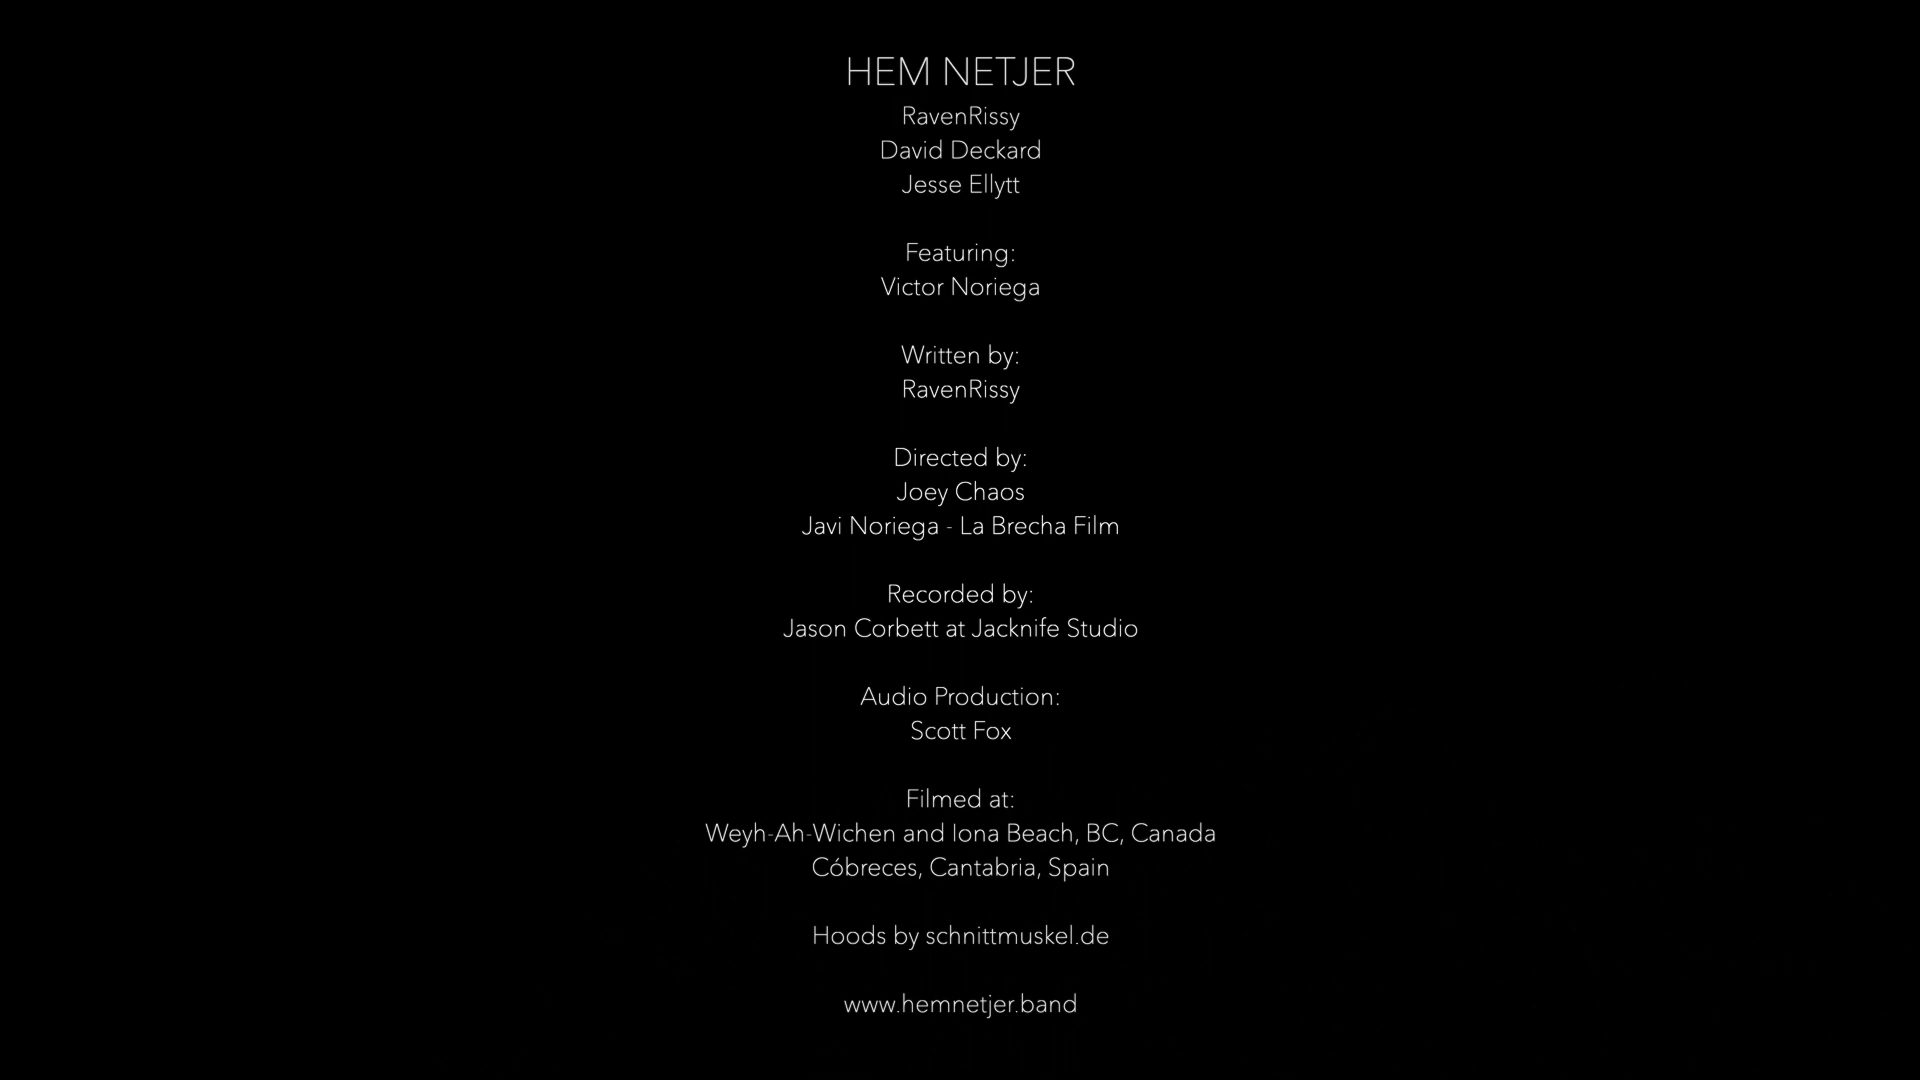 HEM NETJER
RavenRissy
David Deckard
Jesse Ellytt
Featuring:
Victor Noriega
Written by:
RavenRissy
Directed by:
Joey Chaos
Javi Noriega - La Brecha Film
Recorded by:
Jason Corbett at Jacknife Studio
Audio Production:
Scott Fox
Filmed at:
Weyh-Ah-Wichen and Iona Beach, BC, Canada
Cóbreces, Cantabria, Spain
Hoods by schnittmuskel.de
www.hemnetjer.band